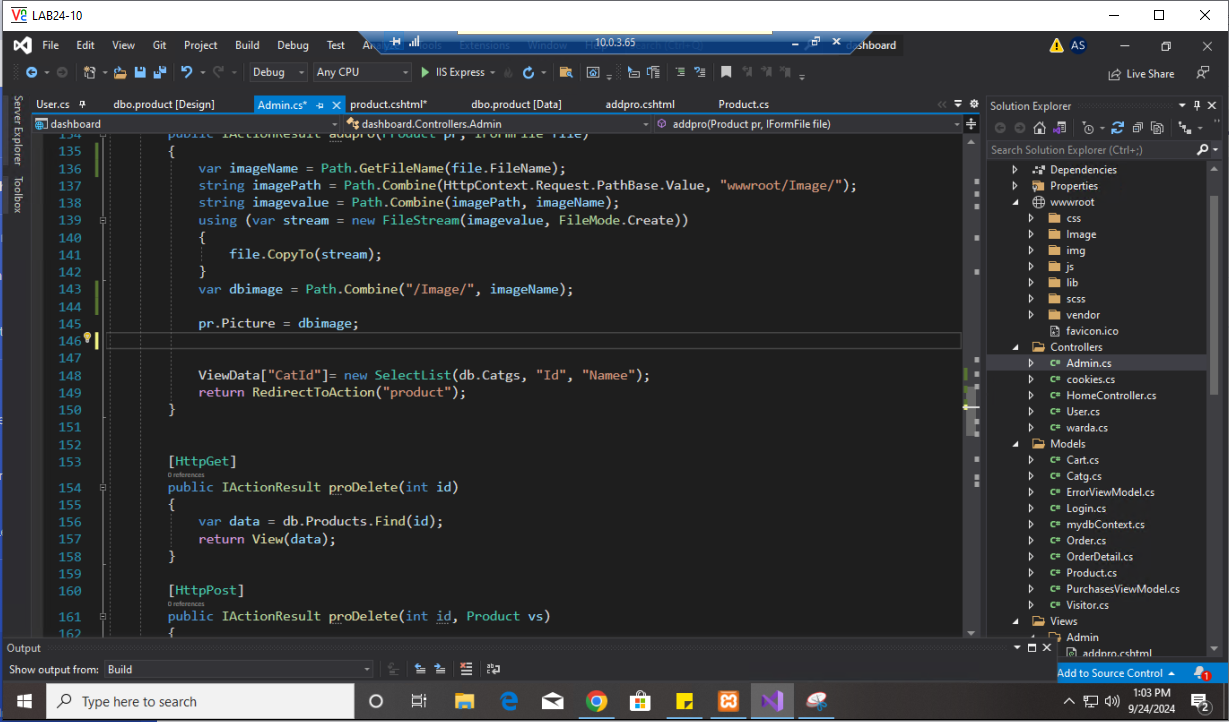 LAB24-10
File Edit View Git Project Build Debug Test
10.0.3.65
dashboard
AS
Debug Any CPU IIS Express Live Share
User.cs dbo.product [Design] Admin.cs* product.cshtml* dbo.product [Data] addpro.cshtml Product.cs
dashboard dashboard.Controllers.Admin addpro(Product pr, IFormFile file)
Server Explorer
Toolbox
134 public IActionResult addpro(Product pr, IFormFile file)
135 {
136 var imageName = Path.GetFileName(file.FileName);
137 string imagePath = Path.Combine(HttpContext.Request.PathBase.Value, "wwwroot/Image/");
138 string imagevalue = Path.Combine(imagePath, imageName);
139 using (var stream = new FileStream(imagevalue, FileMode.Create))
140 {
141 file.CopyTo(stream);
142 }
143 var dbimage = Path.Combine("/Image/", imageName);
144
145 pr.Picture = dbimage;
146
147
148 ViewData["CatId"]= new SelectList(db.Catgs, "Id", "Namee");
149 return RedirectToAction("product");
150 }
151
152
153 [HttpGet]
0 references
154 public IActionResult proDelete(int id)
155 {
156 var data = db.Products.Find(id);
157 return View(data);
158 }
159
160 [HttpPost]
0 references
161 public IActionResult proDelete(int id, Product vs)
162 {
Solution Explorer
Search Solution Explorer (Ctrl+;)
Dependencies
Properties
wwwroot
css
Image
img
js
lib
scss
vendor
favicon.ico
Controllers
Admin.cs
cookies.cs
HomeController.cs
User.cs
warda.cs
Models
Cart.cs
Catg.cs
ErrorViewModel.cs
Login.cs
mydbContext.cs
Order.cs
OrderDetail.cs
Product.cs
PurchasesViewModel.cs
Visitor.cs
Views
Admin
addpro.cshtml
Output
Show output from: Build
Add to Source Control
1
Type here to search
1:03 PM
9/24/2024
2